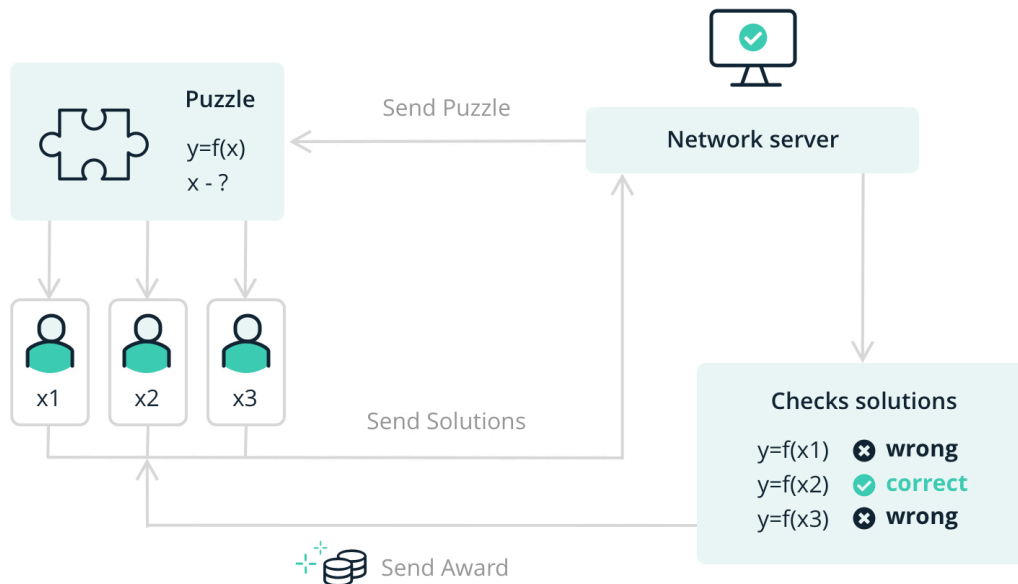 Puzzle
y=f(x)
x - ?
Send Puzzle
Network server
x1
x2
x3
Send Solutions
Checks solutions
y=f(x1) wrong
y=f(x2) correct
y=f(x3) wrong
Send Award